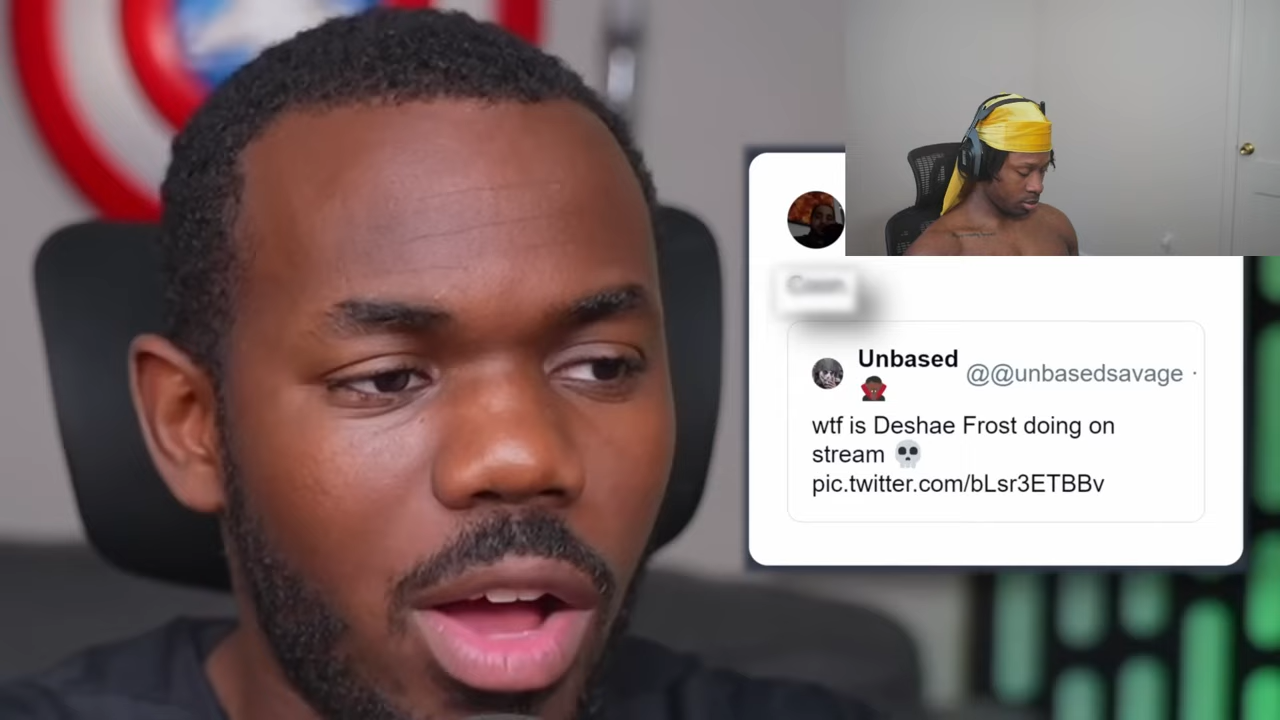 Unbased
@@unbasedsavage ·
wtf is Deshae Frost doing on
stream 💀
pic.twitter.com/bLsr3ETBBv